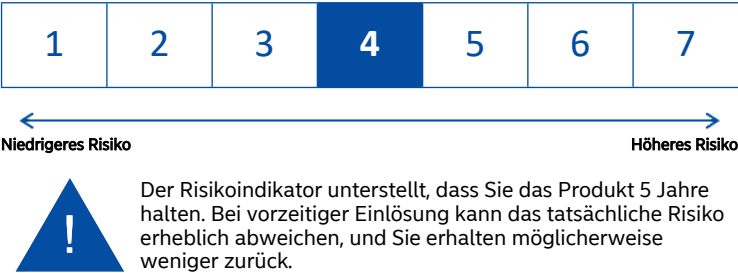 1 2 3 4 5 6 7
Niedrigeres Risiko Höheres Risiko
!
Der Risikoindikator unterstellt, dass Sie das Produkt 5 Jahre
halten. Bei vorzeitiger Einlösung kann das tatsächliche Risiko
erheblich abweichen, und Sie erhalten möglicherweise
weniger zurück.